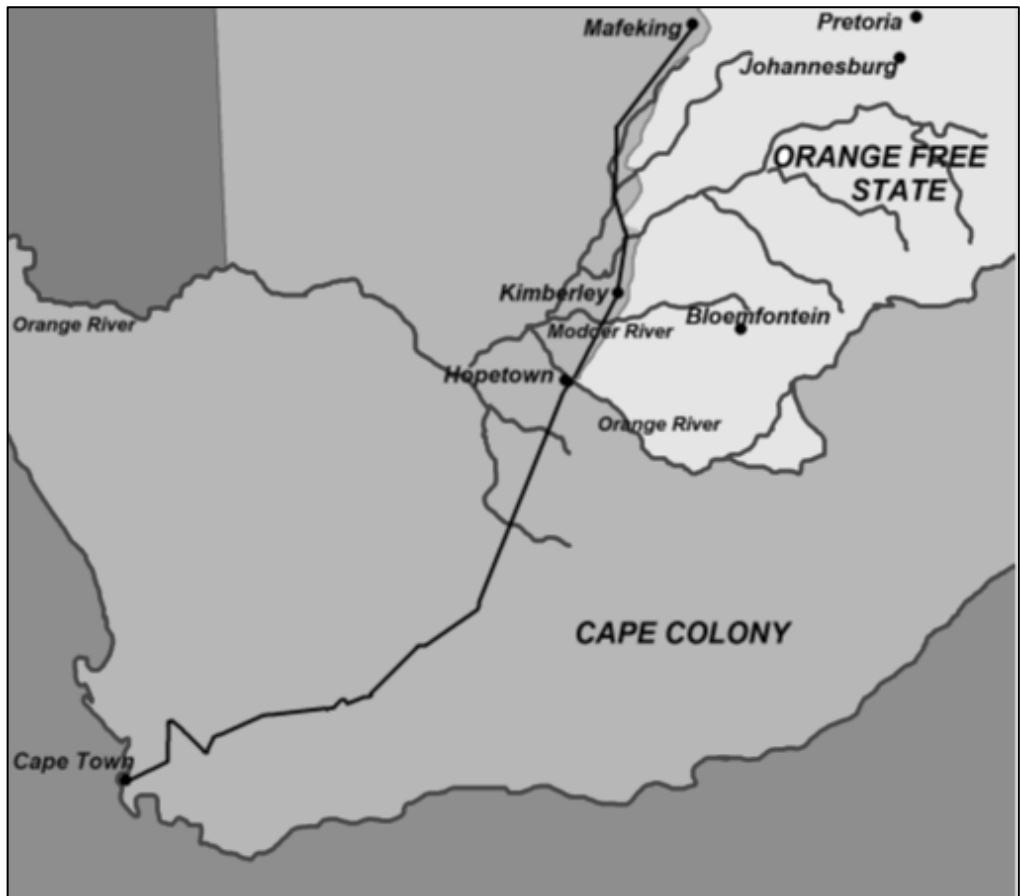 Mafeking
Pretoria
Johannesburg
ORANGE FREE
STATE
Kimberley
Orange River
Modder River
Bloemfontein
Hopetown
Orange River
CAPE COLONY
Cape Town